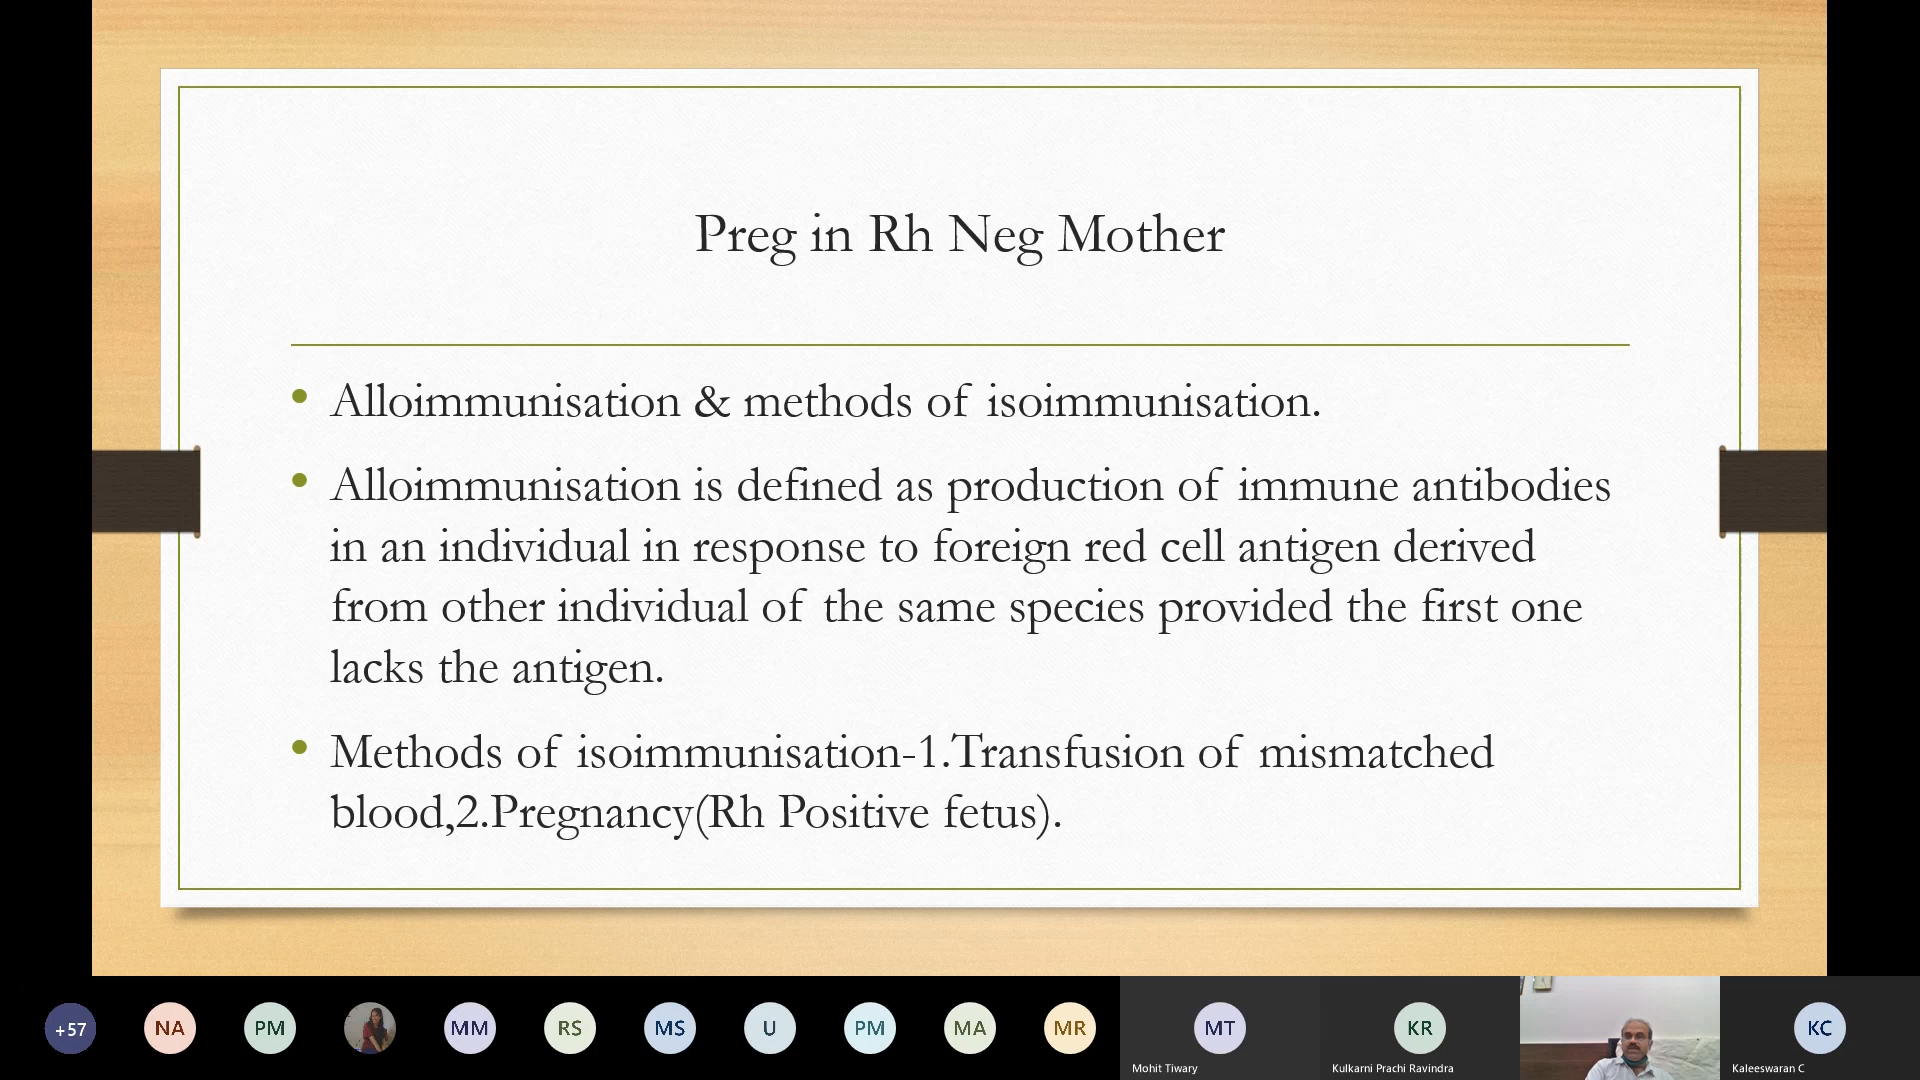 Preg in Rh Neg Mother
• Alloimmunisation & methods of isoimmunisation.
• Alloimmunisation is defined as production of immune antibodies
in an individual in response to foreign red cell antigen derived
from other individual of the same species provided the first one
lacks the antigen.
• Methods of isoimmunisation-1.Transfusion of mismatched
blood,2.Pregnancy(Rh Positive fetus).
+57 NA PM MM RS MS U PM MA MR MT KR KC
Mohit Tiwary Kulkarni Prachi Ravindra Kaleeswaran C